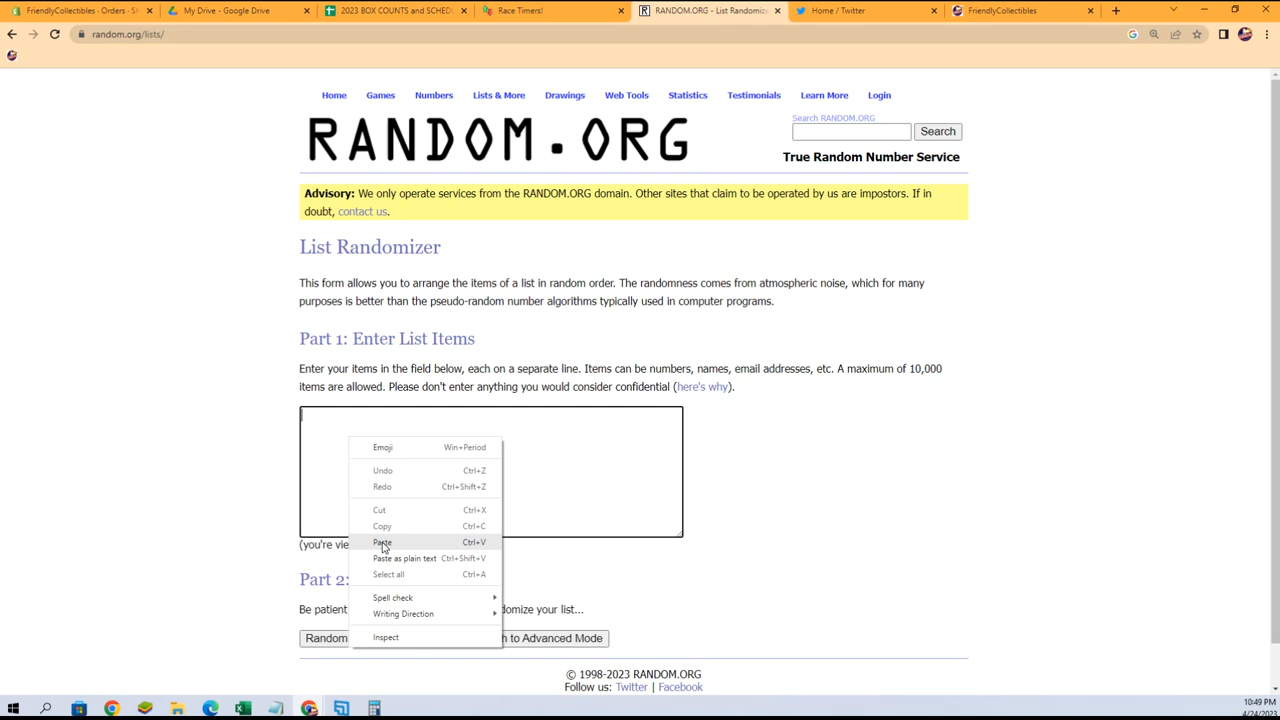 FriendlyCollectibles - Orders - Sh
My Drive - Google Drive
2023 BOX COUNTS and SCHED
Race Timers!
RANDOM.ORG - List Randomize
Home / Twitter
FriendlyCollectibles
random.org/lists/
Home Games Numbers Lists & More Drawings Web Tools Statistics Testimonials Learn More Login
RANDOM.ORG
Search RANDOM.ORG
Search
True Random Number Service
Advisory: We only operate services from the RANDOM.ORG domain. Other sites that claim to be operated by us are impostors. If in
doubt, contact us.
List Randomizer
This form allows you to arrange the items of a list in random order. The randomness comes from atmospheric noise, which for many
purposes is better than the pseudo-random number algorithms typically used in computer programs.
Part 1: Enter List Items
Enter your items in the field below, each on a separate line. Items can be numbers, names, email addresses, etc. A maximum of 10,000
items are allowed. Please don't enter anything you would consider confidential (here's why).
Emoji Win+Period
Undo Ctrl+Z
Redo Ctrl+Shift+Z
Cut Ctrl+X
Copy Ctrl+C
Paste Ctrl+V
(you're vie
Paste as plain text Ctrl+Shift+V
Select all Ctrl+A
Part 2:
Spell check
Be patient
omize your list...
Writing Direction
Inspect
Random
h to Advanced Mode
© 1998-2023 RANDOM.ORG
Follow us: Twitter | Facebook
10:49 PM
4/24/2023